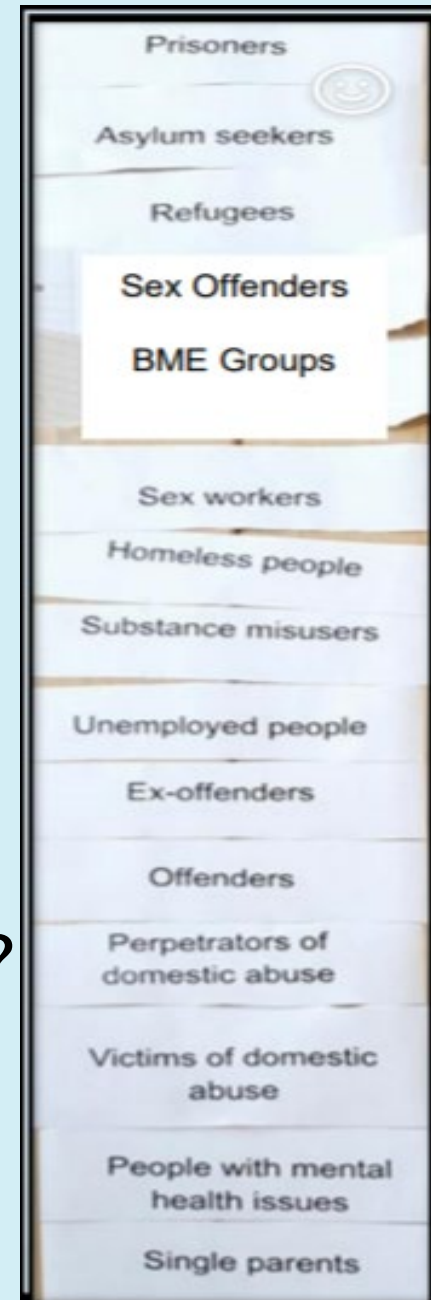 Prisoners
Asylum seekers
Refugees
Sex Offenders
BME Groups
Sex workers
Homeless people
Substance misusers
Unemployed people
Ex-offenders
Offenders
?
Perpetrators of
domestic abuse
Victims of domestic
abuse
People with mental
health issues
Single parents